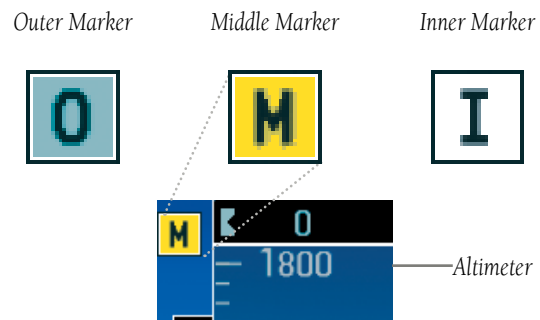 Outer Marker Middle Marker Inner Marker
O M I
M 0
1800
Altimeter